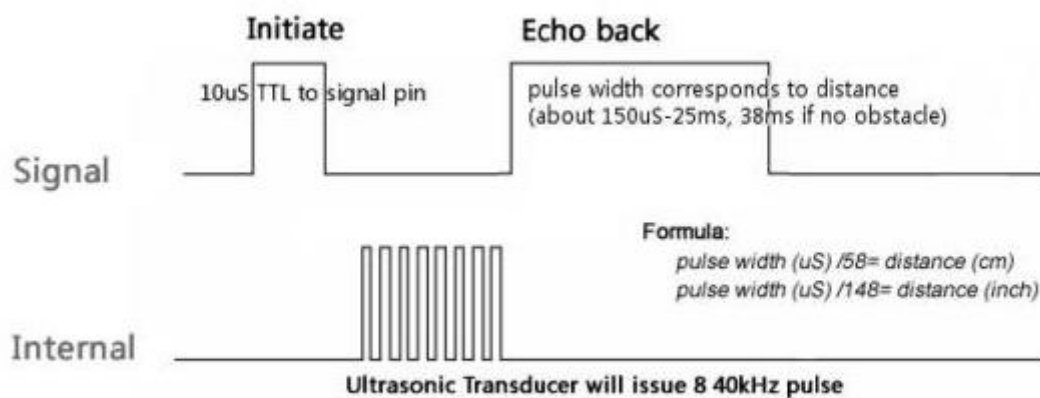 Initiate
Echo back
10uS TTL to signal pin
pulse width corresponds to distance
(about 150uS-25ms, 38ms if no obstacle)
Signal
Formula:
pulse width (uS) /58= distance (cm)
pulse width (uS) /148= distance (inch)
Internal
Ultrasonic Transducer will issue 8 40kHz pulse